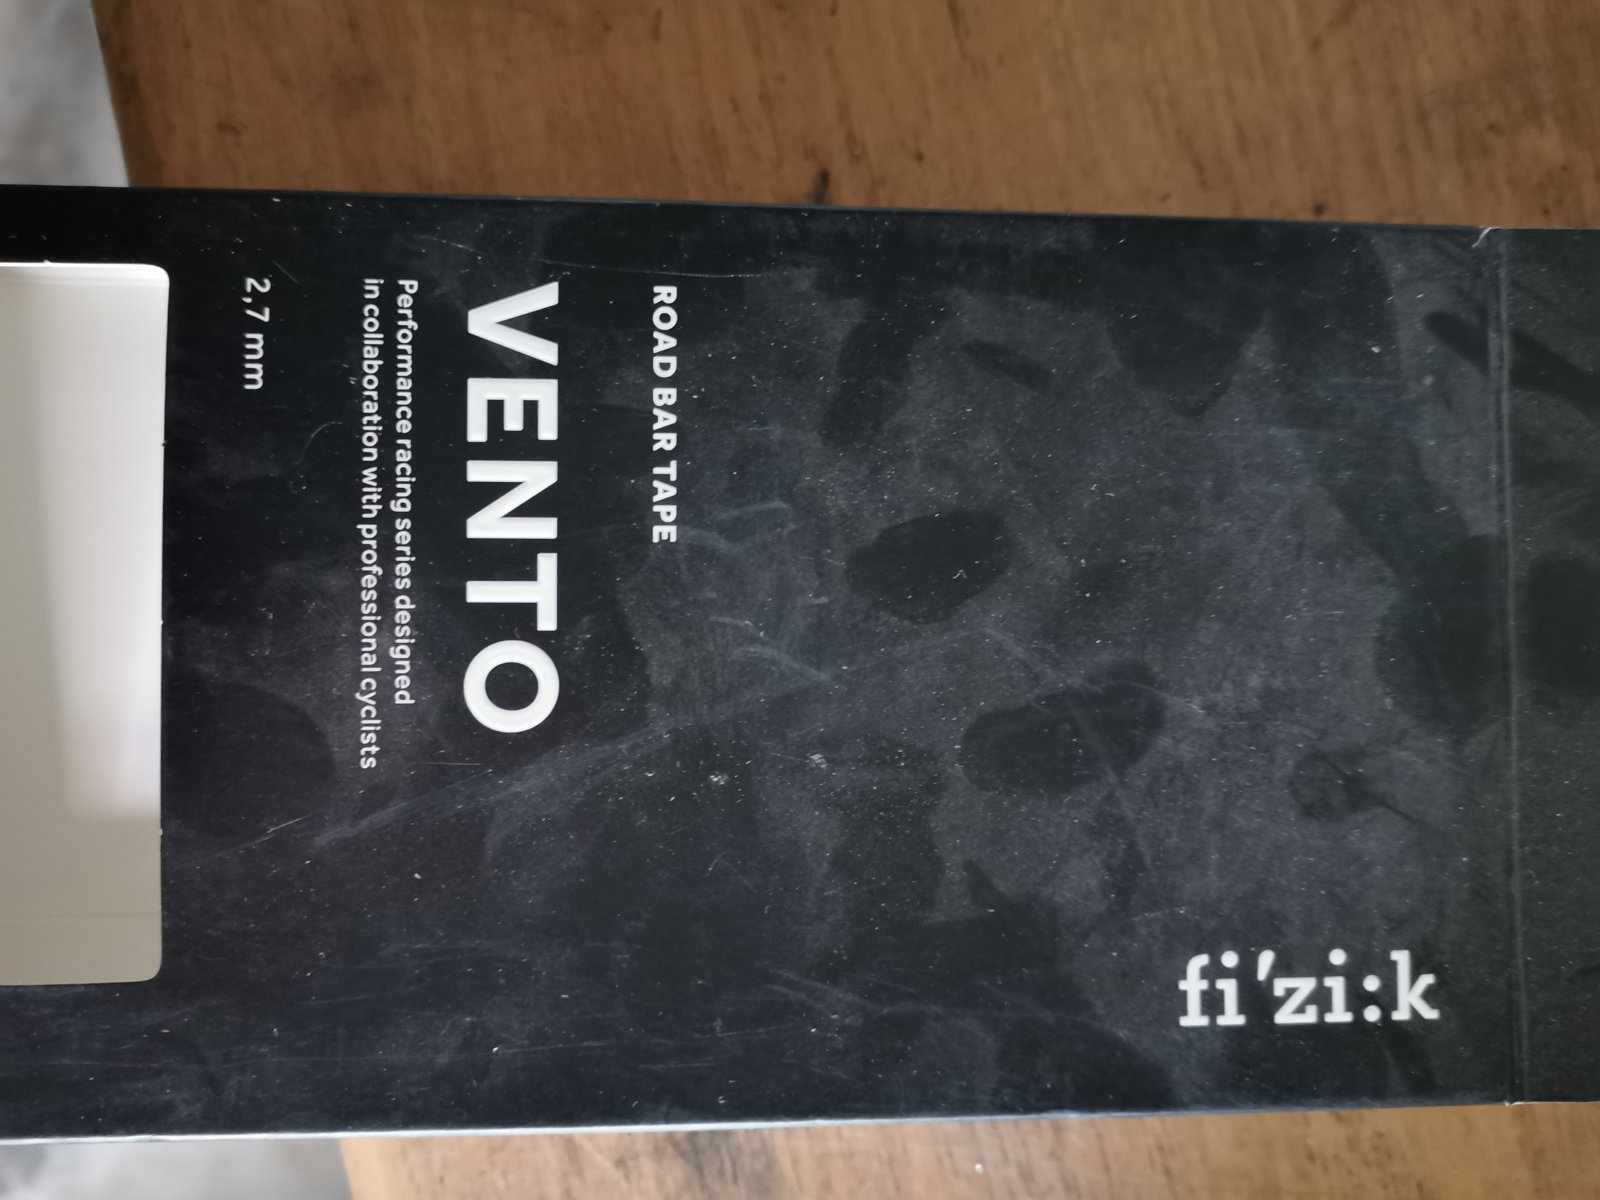 fi'zi:k
ROAD BAR TAPE
VENTO
Performance racing series designed
in collaboration with professional cyclists
2,7 mm